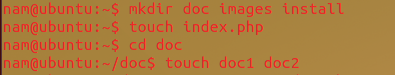 nam@ubuntu:~$ mkdir doc images install
nam@ubuntu:~$ touch index.php
nam@ubuntu:~$ cd doc
nam@ubuntu:~/doc$ touch doc1 doc2